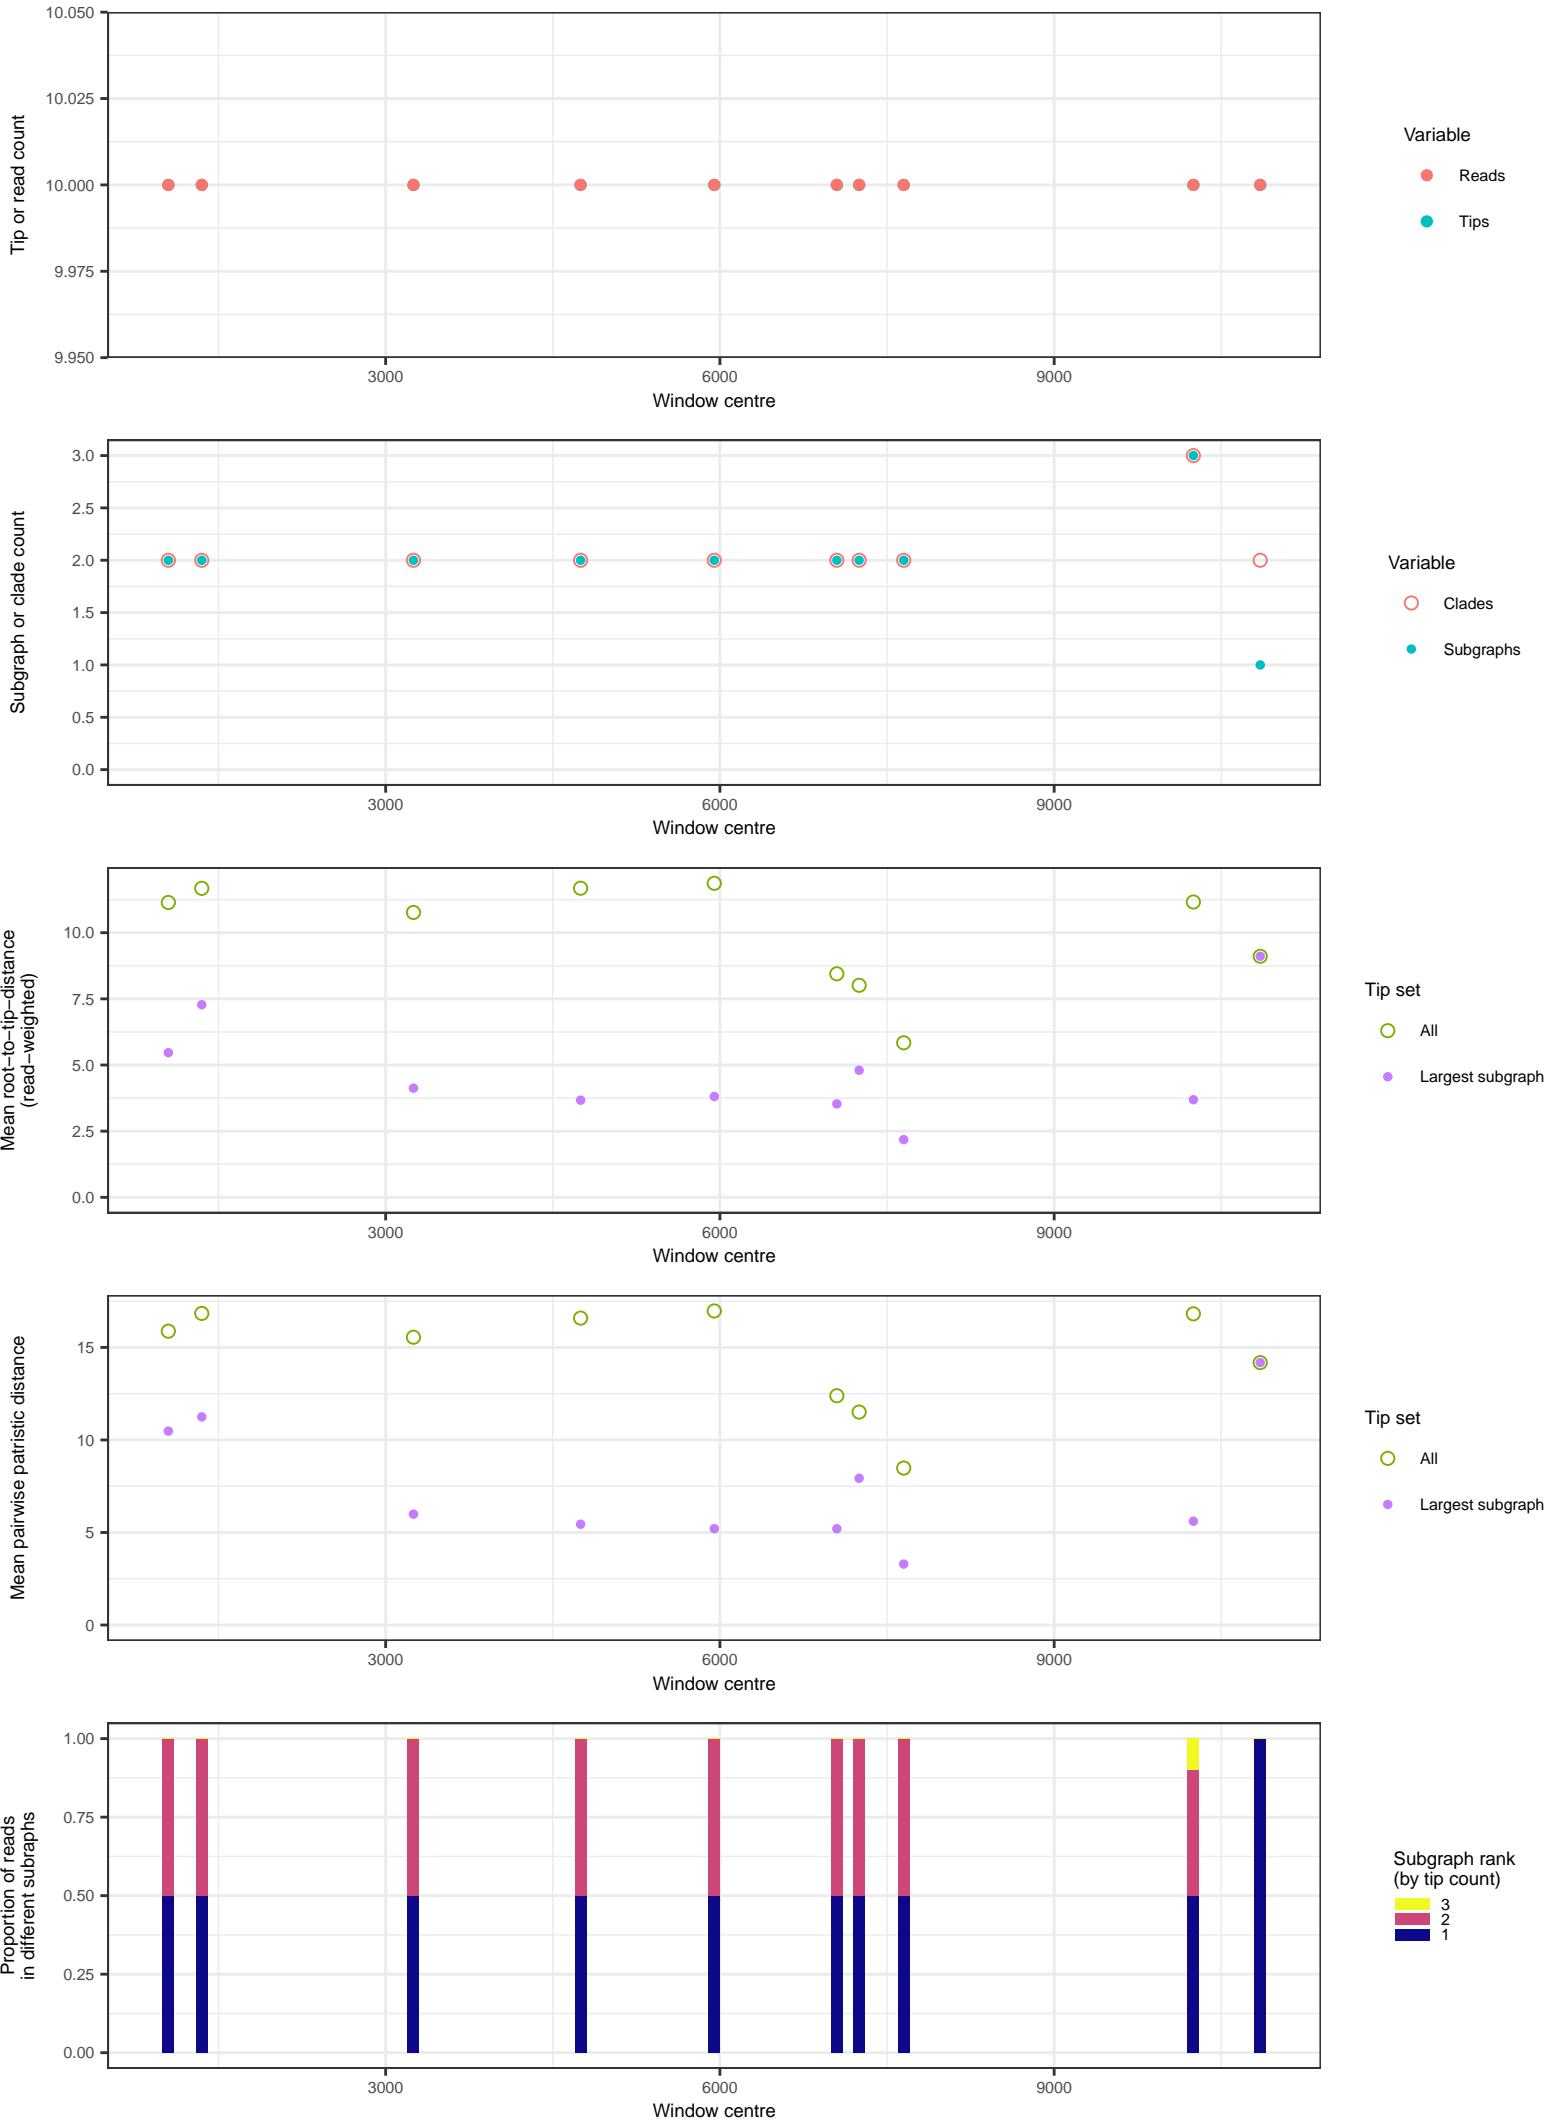 10.050
10.025
10.000
9.975
9.950
Tip or read count
3000
6000
9000
Window centre
Variable
Reads
Tips
3.0
2.5
2.0
1.5
1.0
0.5
0.0
Subgraph or clade count
3000
6000
9000
Window centre
Variable
Clades
Subgraphs
10.0
7.5
5.0
2.5
0.0
Mean root−to−tip−distance
(read−weighted)
3000
6000
9000
Window centre
Tip set
All
Largest subgraph
15
10
5
0
Mean pairwise patristic distance
3000
6000
9000
Window centre
Tip set
All
Largest subgraph
1.00
0.75
0.50
0.25
0.00
Proportion of reads
in different subraphs
3000
6000
9000
Window centre
Subgraph rank
(by tip count)
3
2
1